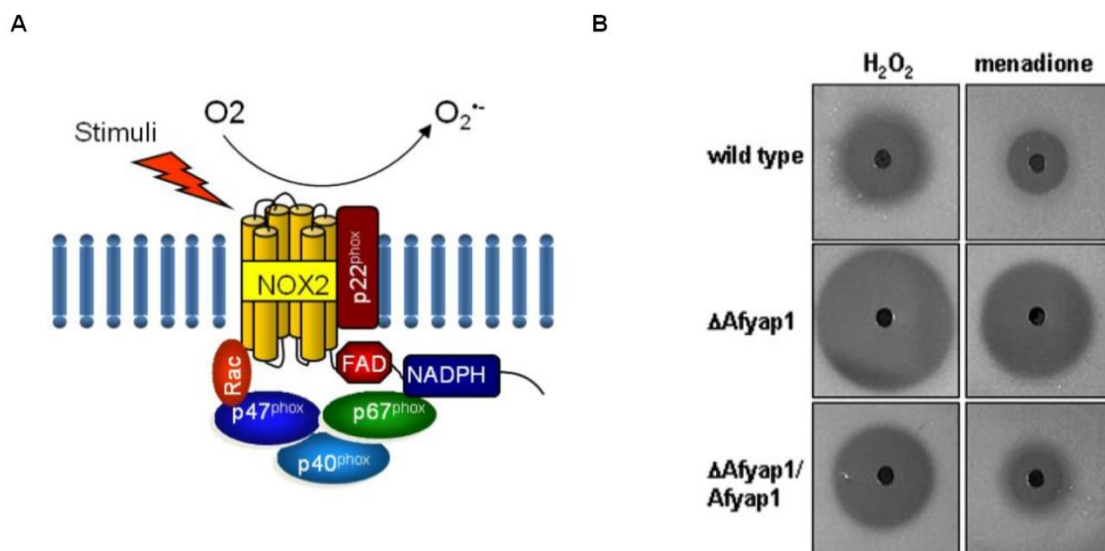 A
Stimuli
O2
O₂•-
NOX2
p22phox
Rac
FAD
NADPH
p47phox
p67phox
p40phox
B
H₂O₂ menadione
wild type
ΔAfyap1
ΔAfyap1/
Afyap1